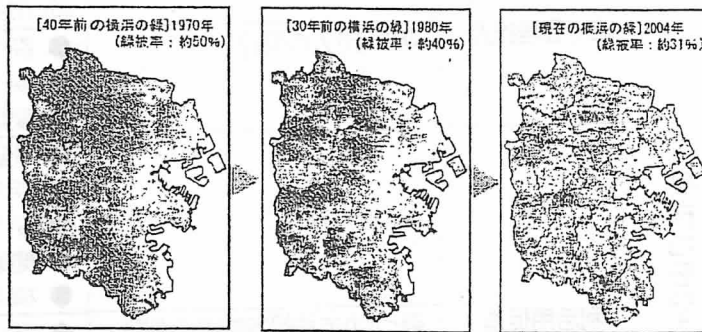 [40年前の横浜の緑]1970年
(緑被率：約50%)
[30年前の横浜の緑]1980年
(緑被率：約40%)
[現在の横浜の緑]2004年
(緑被率：約31%)